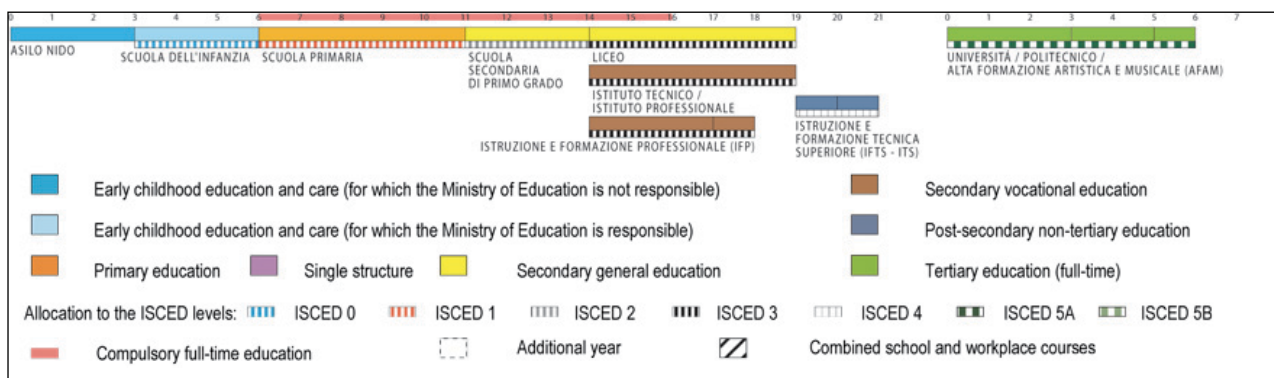 0 1 2 3 4 5 6 7 8 9 10 11 12 13 14 15 16 17 18 19 20 21 0 1 2 3 4 5 6 7
ASILO NIDO
SCUOLA DELL'INFANZIA
SCUOLA PRIMARIA
SCUOLA
SECONDARIA
DI PRIMO GRADO
LICEO
ISTITUTO TECNICO /
ISTITUTO PROFESSIONALE
ISTRUZIONE E FORMAZIONE PROFESSIONALE (IFP)
ISTRUZIONE E
FORMAZIONE TECNICA
SUPERIORE (IFTS - ITS)
UNIVERSITÁ / POLITECNICO /
ALTA FORMAZIONE ARTISTICA E MUSICALE (AFAM)
Early childhood education and care (for which the Ministry of Education is not responsible)
Secondary vocational education
Early childhood education and care (for which the Ministry of Education is responsible)
Post-secondary non-tertiary education
Primary education
Single structure
Secondary general education
Tertiary education (full-time)
Allocation to the ISCED levels: ISCED 0 ISCED 1 ISCED 2 ISCED 3 ISCED 4 ISCED 5A ISCED 5B
Compulsory full-time education
Additional year
Combined school and workplace courses